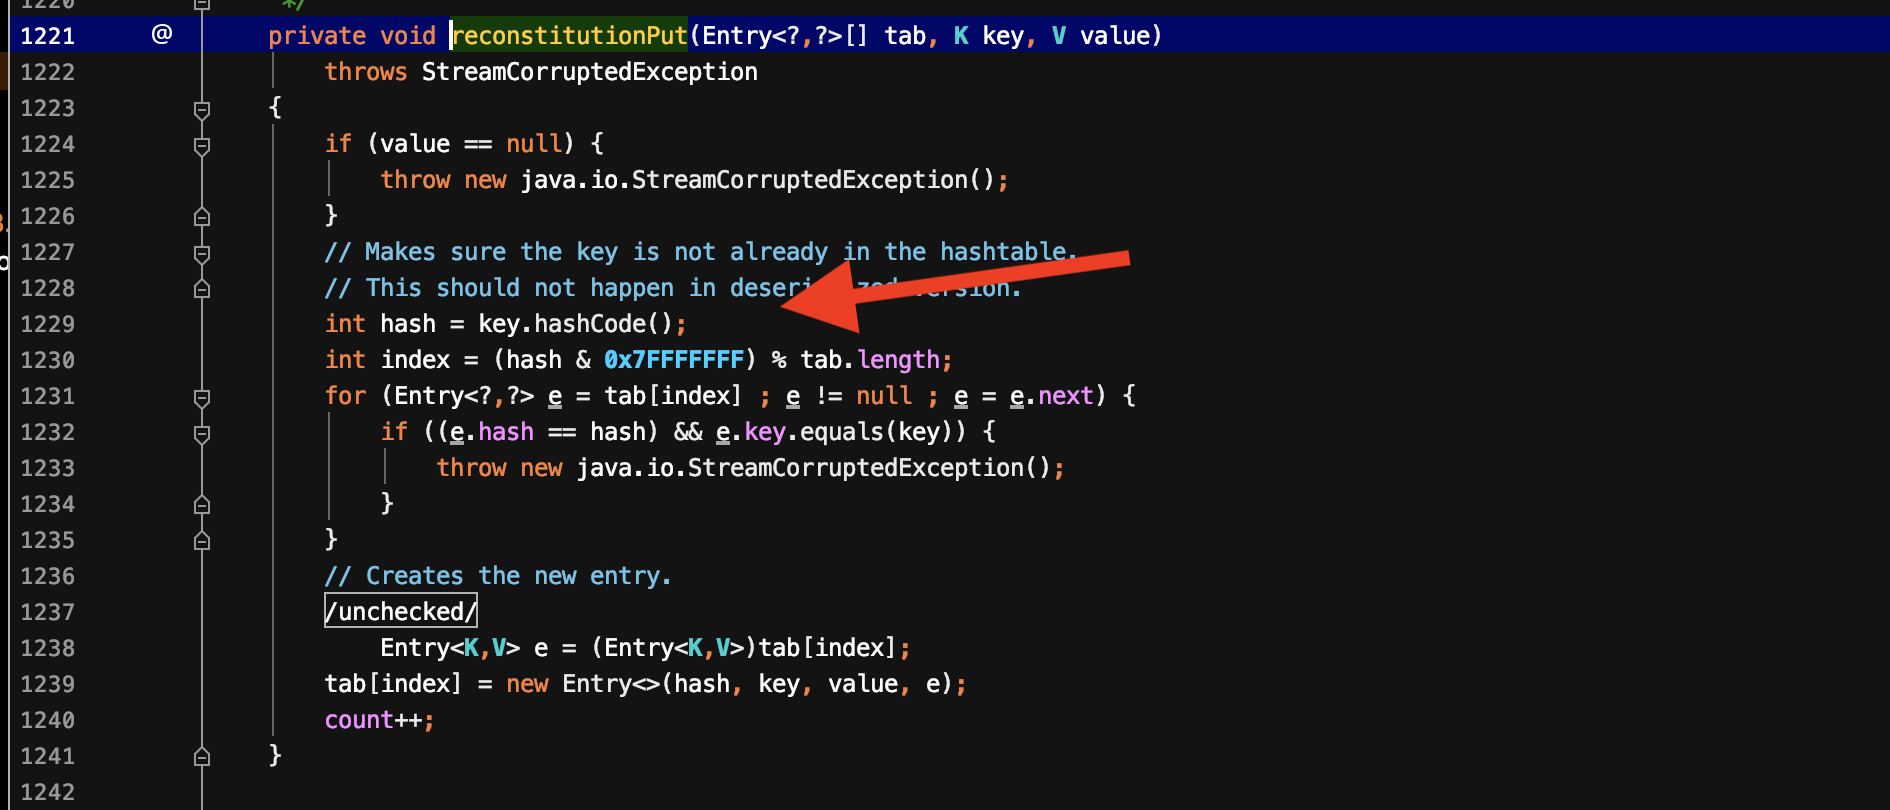 1220 */
1221 @ private void reconstitutionPut(Entry<?,?>[] tab, K key, V value)
1222 throws StreamCorruptedException
1223 {
1224 if (value == null) {
1225 throw new java.io.StreamCorruptedException();
1226 }
1227 // Makes sure the key is not already in the hashtable.
1228 // This should not happen in version.
1229 int hash = key.hashCode();
1230 int index = (hash & 0x7FFFFFFF) % tab.length;
1231 for (Entry<?,?> e = tab[index] ; e != null ; e = e.next) {
1232 if ((e.hash == hash) && e.key.equals(key)) {
1233 throw new java.io.StreamCorruptedException();
1234 }
1235 }
1236 // Creates the new entry.
1237 /unchecked/
1238 Entry<K,V> e = (Entry<K,V>)tab[index];
1239 tab[index] = new Entry<>(hash, key, value, e);
1240 count++;
1241 }
1242